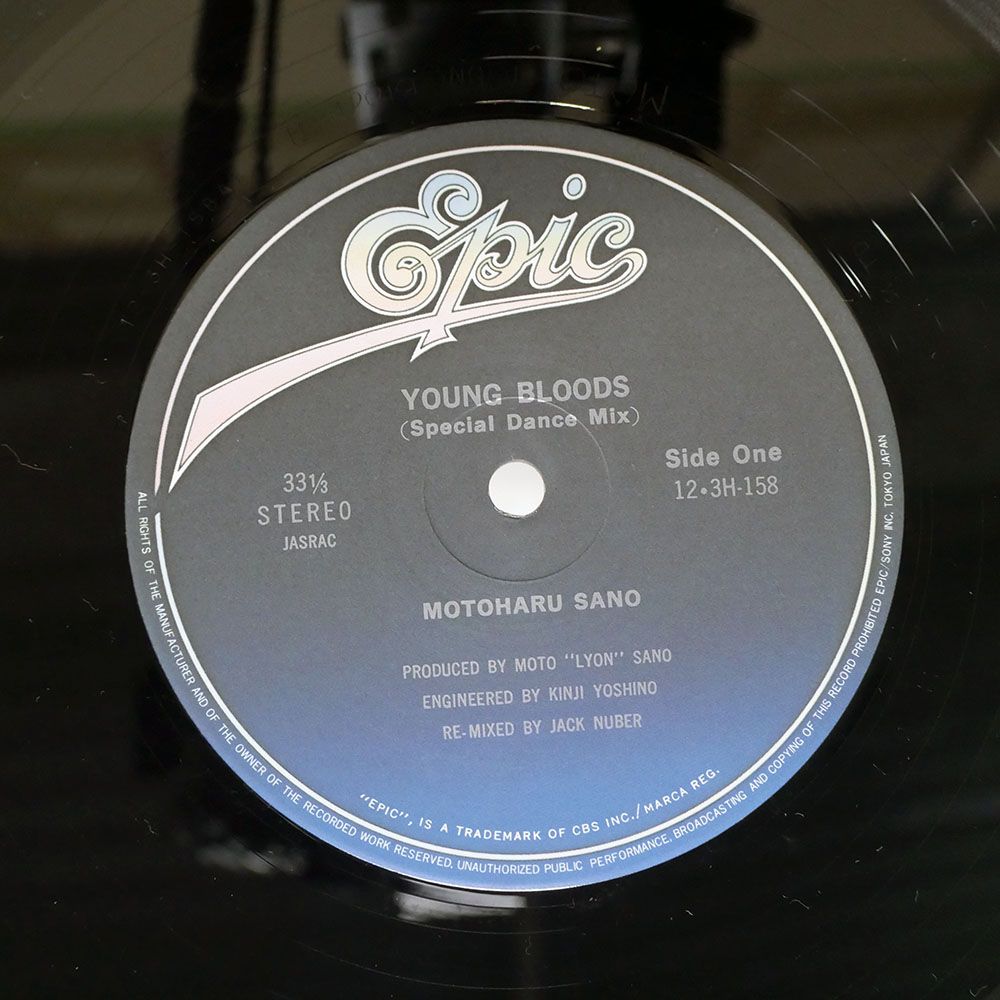 Epic
YOUNG BLOODS
(Special Dance Mix)
33⅓
STEREO
JASRAC
Side One
12•3H-158
MOTOHARU SANO
PRODUCED BY MOTO "LYON" SANO
ENGINEERED BY KINJI YOSHINO
RE-MIXED BY JACK NUBER
"EPIC", IS A TRADEMARK OF CBS INC./MARCA REG.
ALL RIGHTS OF THE MANUFACTURER AND OF THE OWNER OF THE RECORDED WORK RESERVED. UNAUTHORIZED PUBLIC PERFORMANCE, BROADCASTING AND COPYING OF THIS RECORD PROHIBITED EPIC/SONY INC. TOKYO JAPAN